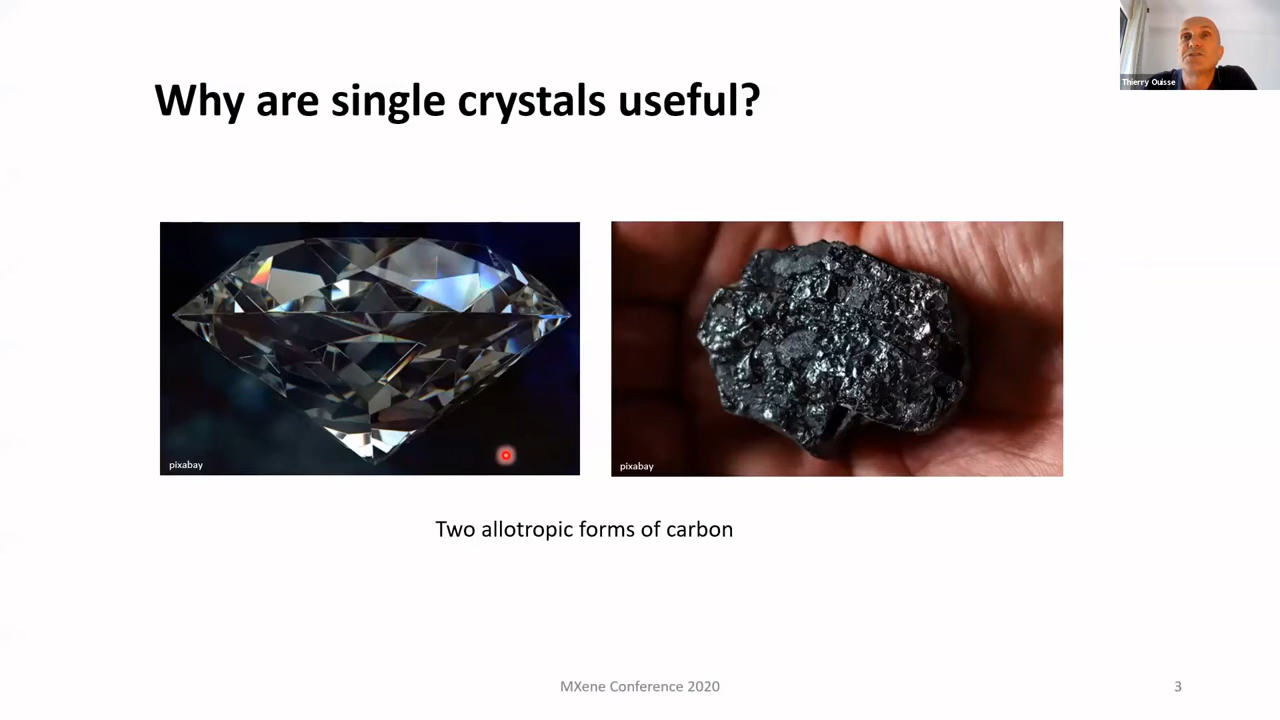 Thierry Ouisse
Why are single crystals useful?
pixabay
pixabay
Two allotropic forms of carbon
MXene Conference 2020
3